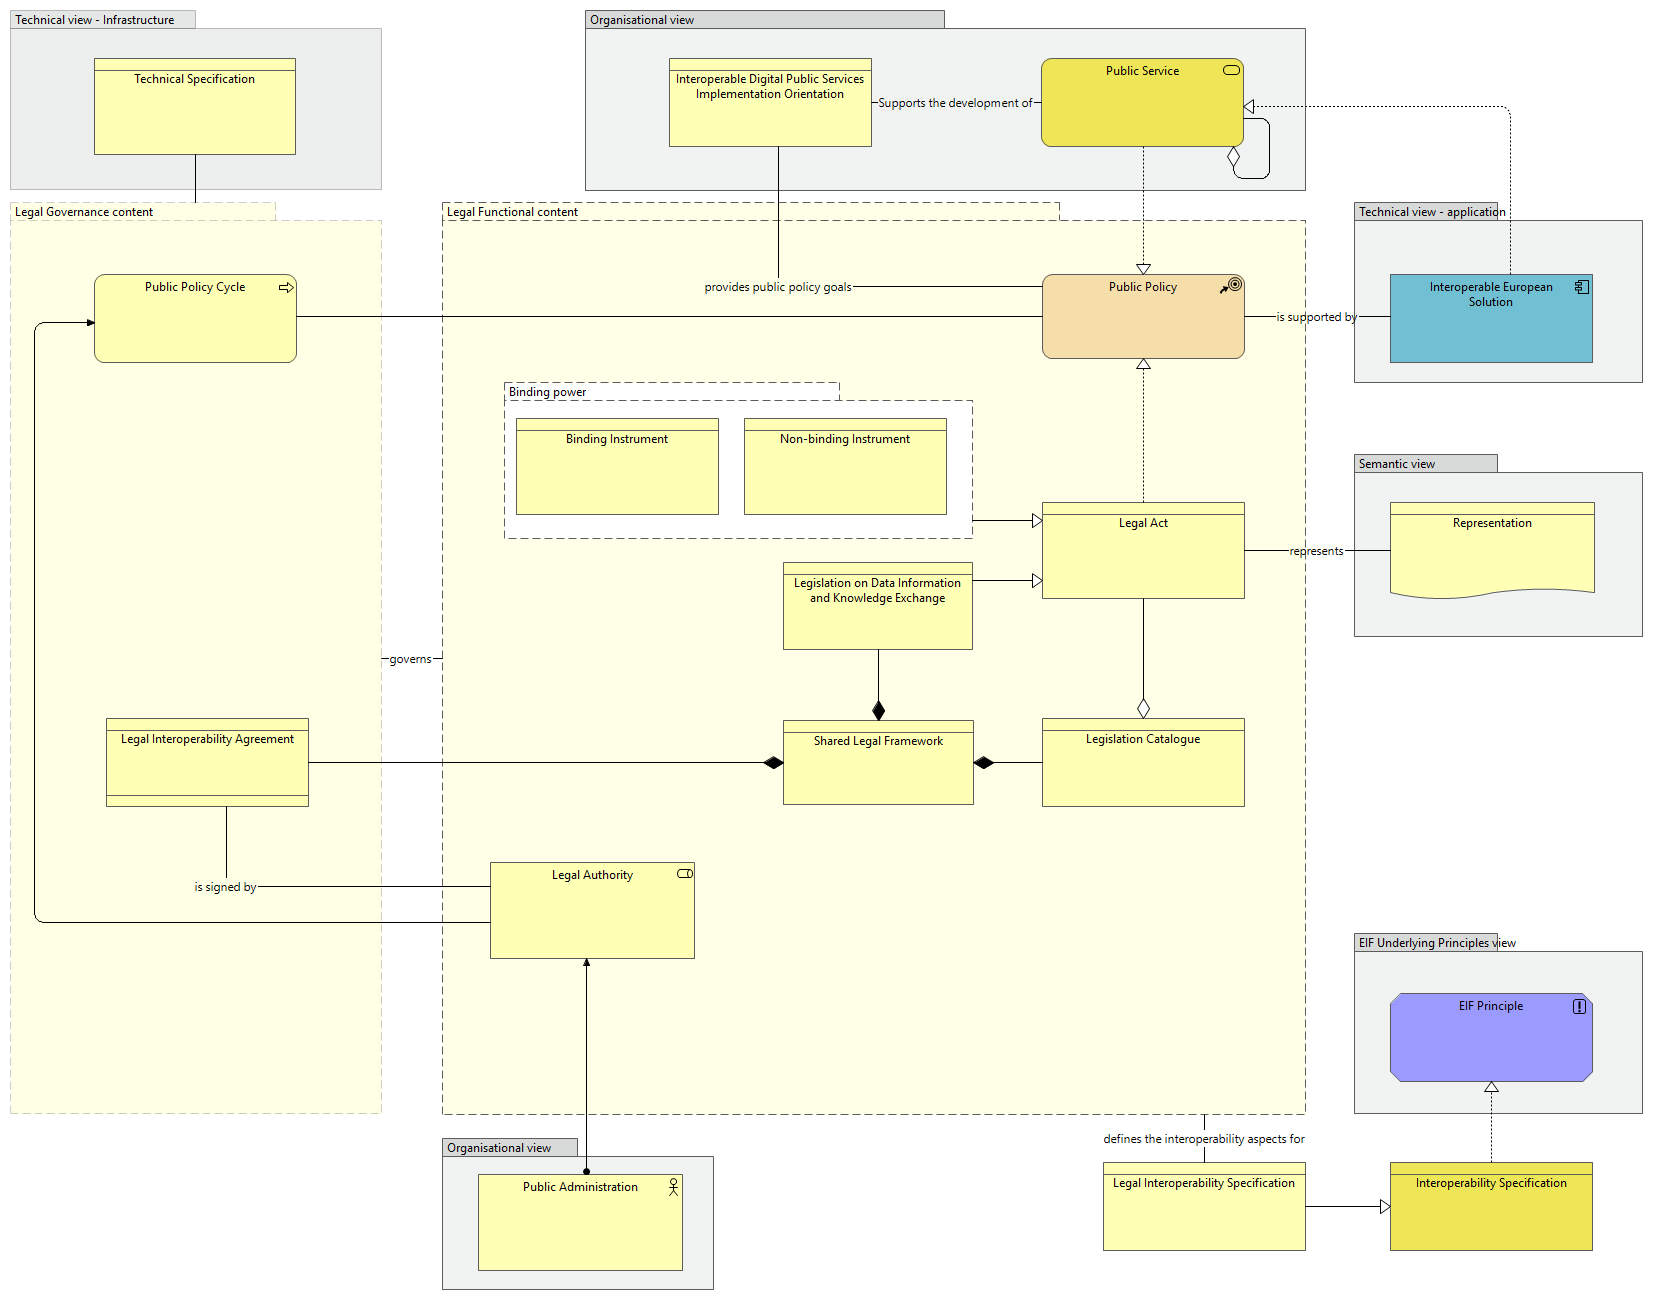 Technical view - Infrastructure
Technical Specification
Organisational view
Interoperable Digital Public Services
Implementation Orientation
Supports the development of
Public Service
Legal Governance content
Legal Functional content
Technical view - application
Public Policy Cycle
provides public policy goals
Public Policy
is supported by
Interoperable European
Solution
Binding power
Binding Instrument
Non-binding Instrument
Semantic view
Legal Act
represents
Representation
Legislation on Data Information
and Knowledge Exchange
governs
Legal Interoperability Agreement
Shared Legal Framework
Legislation Catalogue
is signed by
Legal Authority
EIF Underlying Principles view
EIF Principle
defines the interoperability aspects for
Organisational view
Public Administration
Legal Interoperability Specification
Interoperability Specification